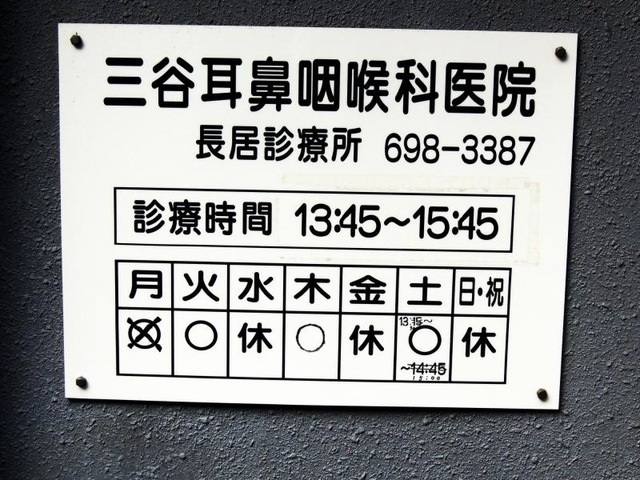 三谷耳鼻咽喉科医院
長居診療所 698-3387
診療時間 13:45～15:45
月 火 水 木 金 土 日・祝
○ 休 ○ 休 ○ 休
～14:45
15:00